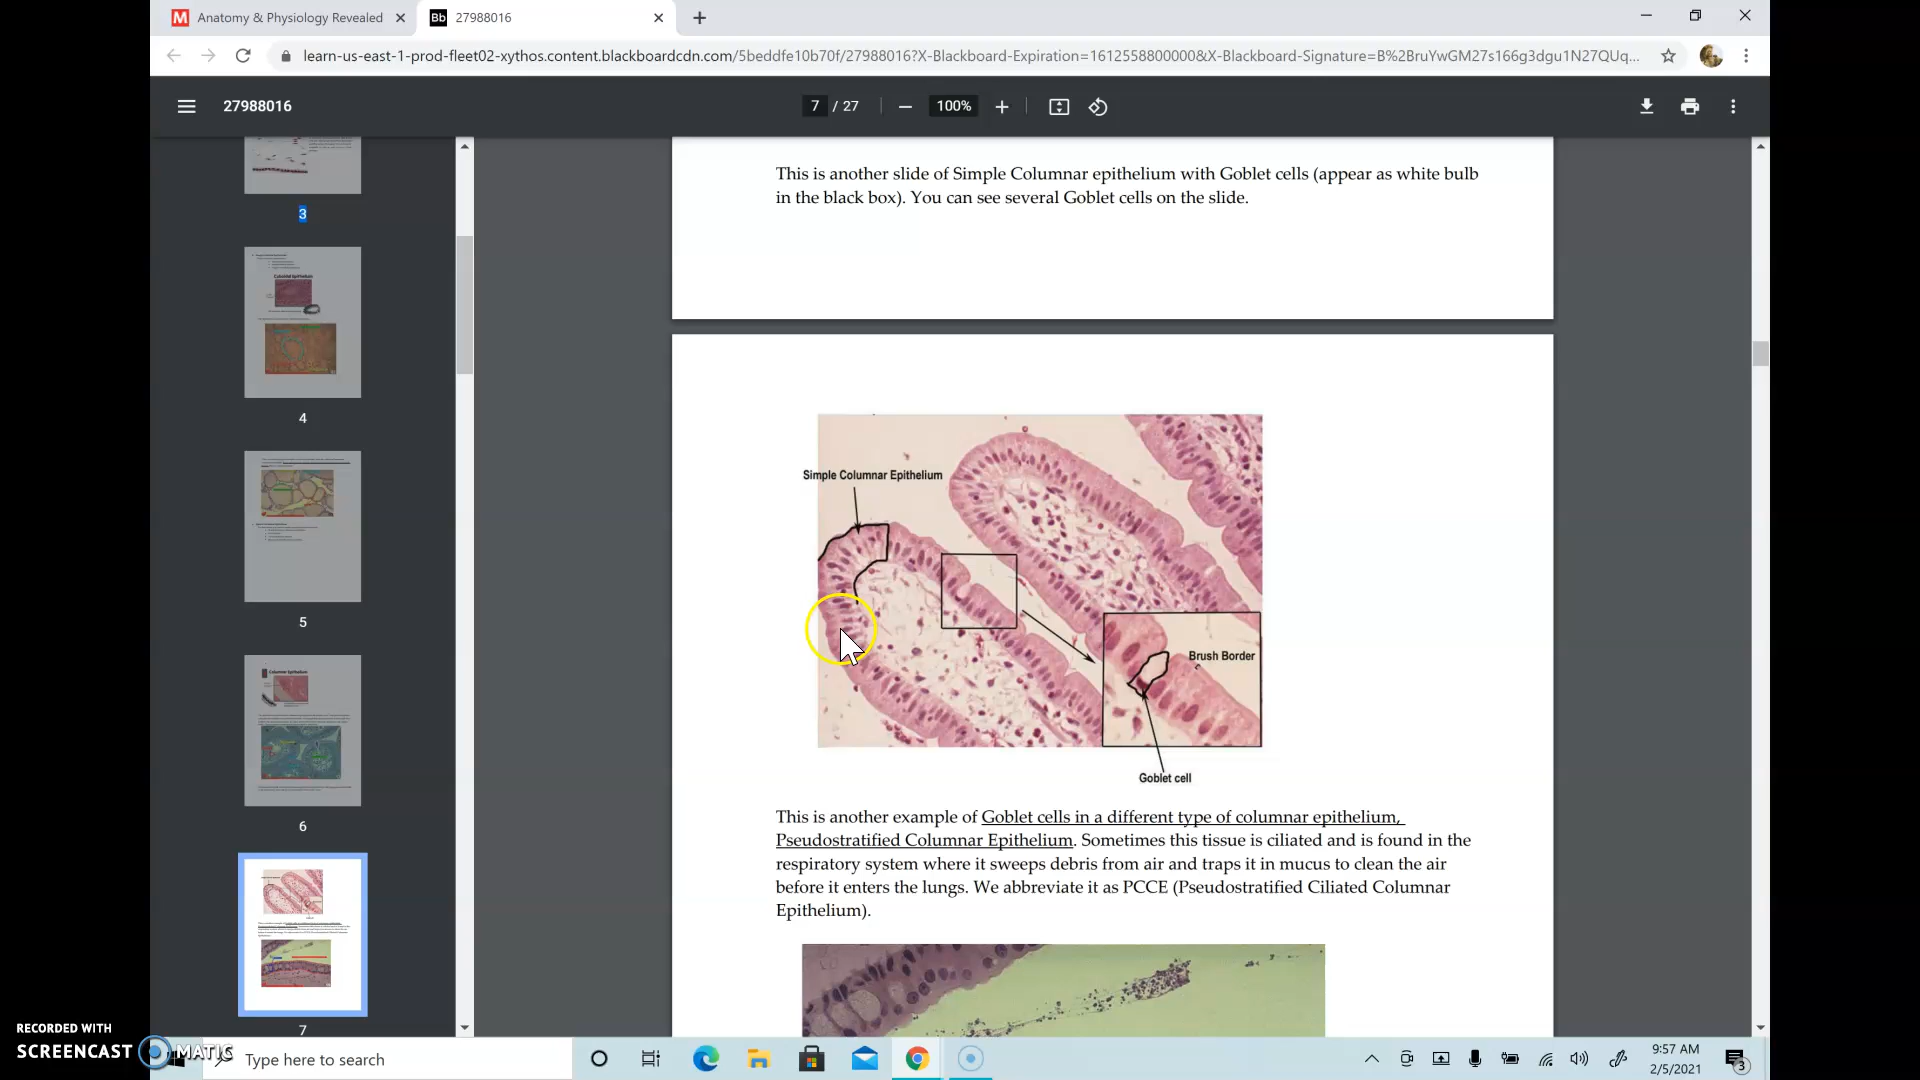 Anatomy & Physiology Revealed
27988016
learn-us-east-1-prod-fleet02-xythos.content.blackboardcdn.com/5beddfe10b70f/27988016?X-Blackboard-Expiration=1612558800000&X-Blackboard-Signature=B%2BruYwGM27s166g3dgu1N27QUq...
27988016
7 / 27
100%
3
4
5
6
7
This is another slide of Simple Columnar epithelium with Goblet cells (appear as white bulb
in the black box). You can see several Goblet cells on the slide.
Simple Columnar Epithelium
Brush Border
Goblet cell
This is another example of Goblet cells in a different type of columnar epithelium,
Pseudostratified Columnar Epithelium. Sometimes this tissue is ciliated and is found in the
respiratory system where it sweeps debris from air and traps it in mucus to clean the air
before it enters the lungs. We abbreviate it as PCCE (Pseudostratified Ciliated Columnar
Epithelium).
RECORDED WITH
SCREENCAST MATIC
Type here to search
9:57 AM
2/5/2021
3